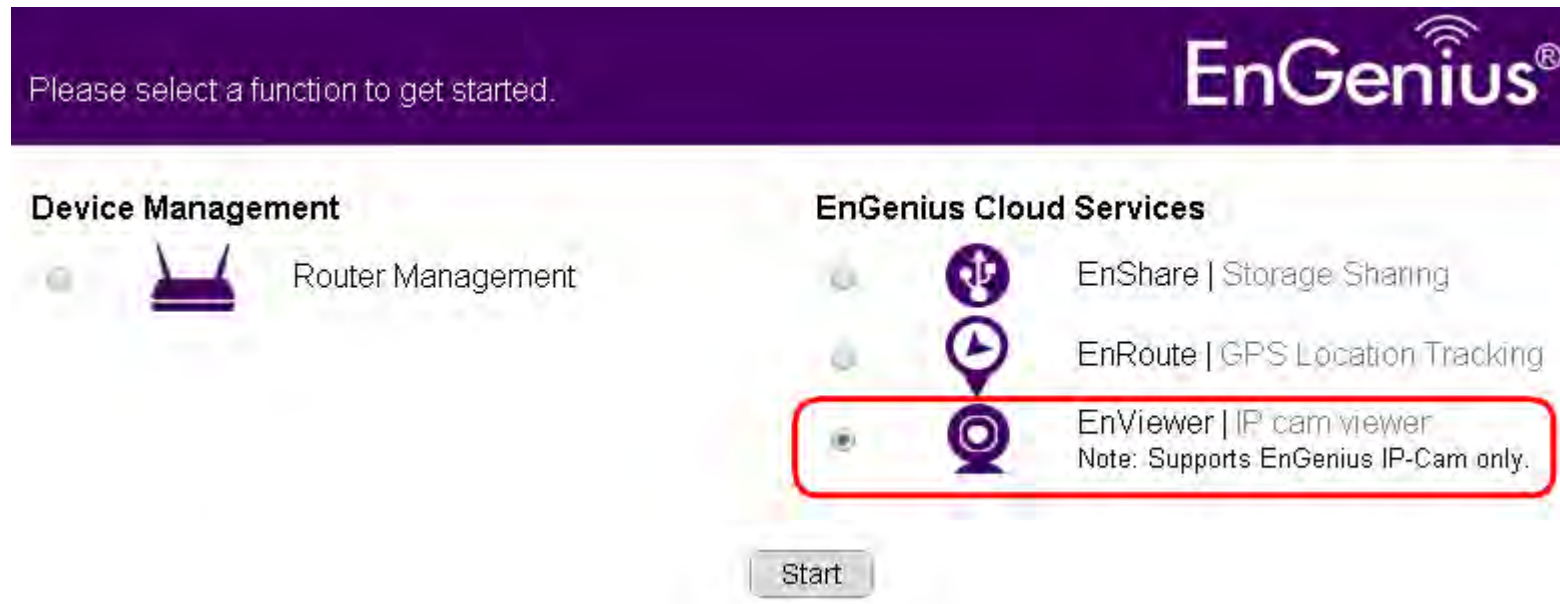 Please select a function to get started.
EnGenius®
Device Management
Router Management
EnGenius Cloud Services
EnShare | Storage Sharing
EnRoute | GPS Location Tracking
EnViewer | IP cam viewer
Note: Supports EnGenius IP-Cam only.
Start